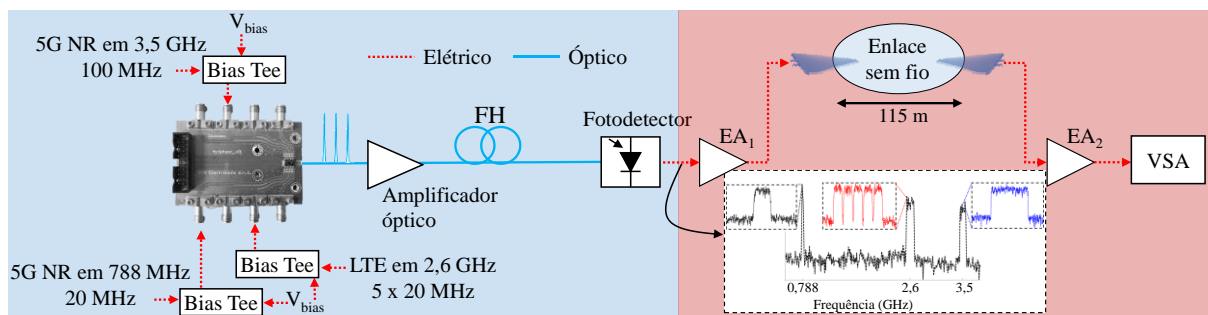 5G NR em 3,5 GHz
100 MHz
V_bias
Bias Tee
Elétrico
Óptico
FH
Amplificador
óptico
Fotodetector
5G NR em 788 MHz
20 MHz
Bias Tee
Bias Tee
V_bias
LTE em 2,6 GHz
5 x 20 MHz
EA₁
Enlace
sem fio
115 m
EA₂
VSA
0,788
2,6
3,5
Frequência (GHz)